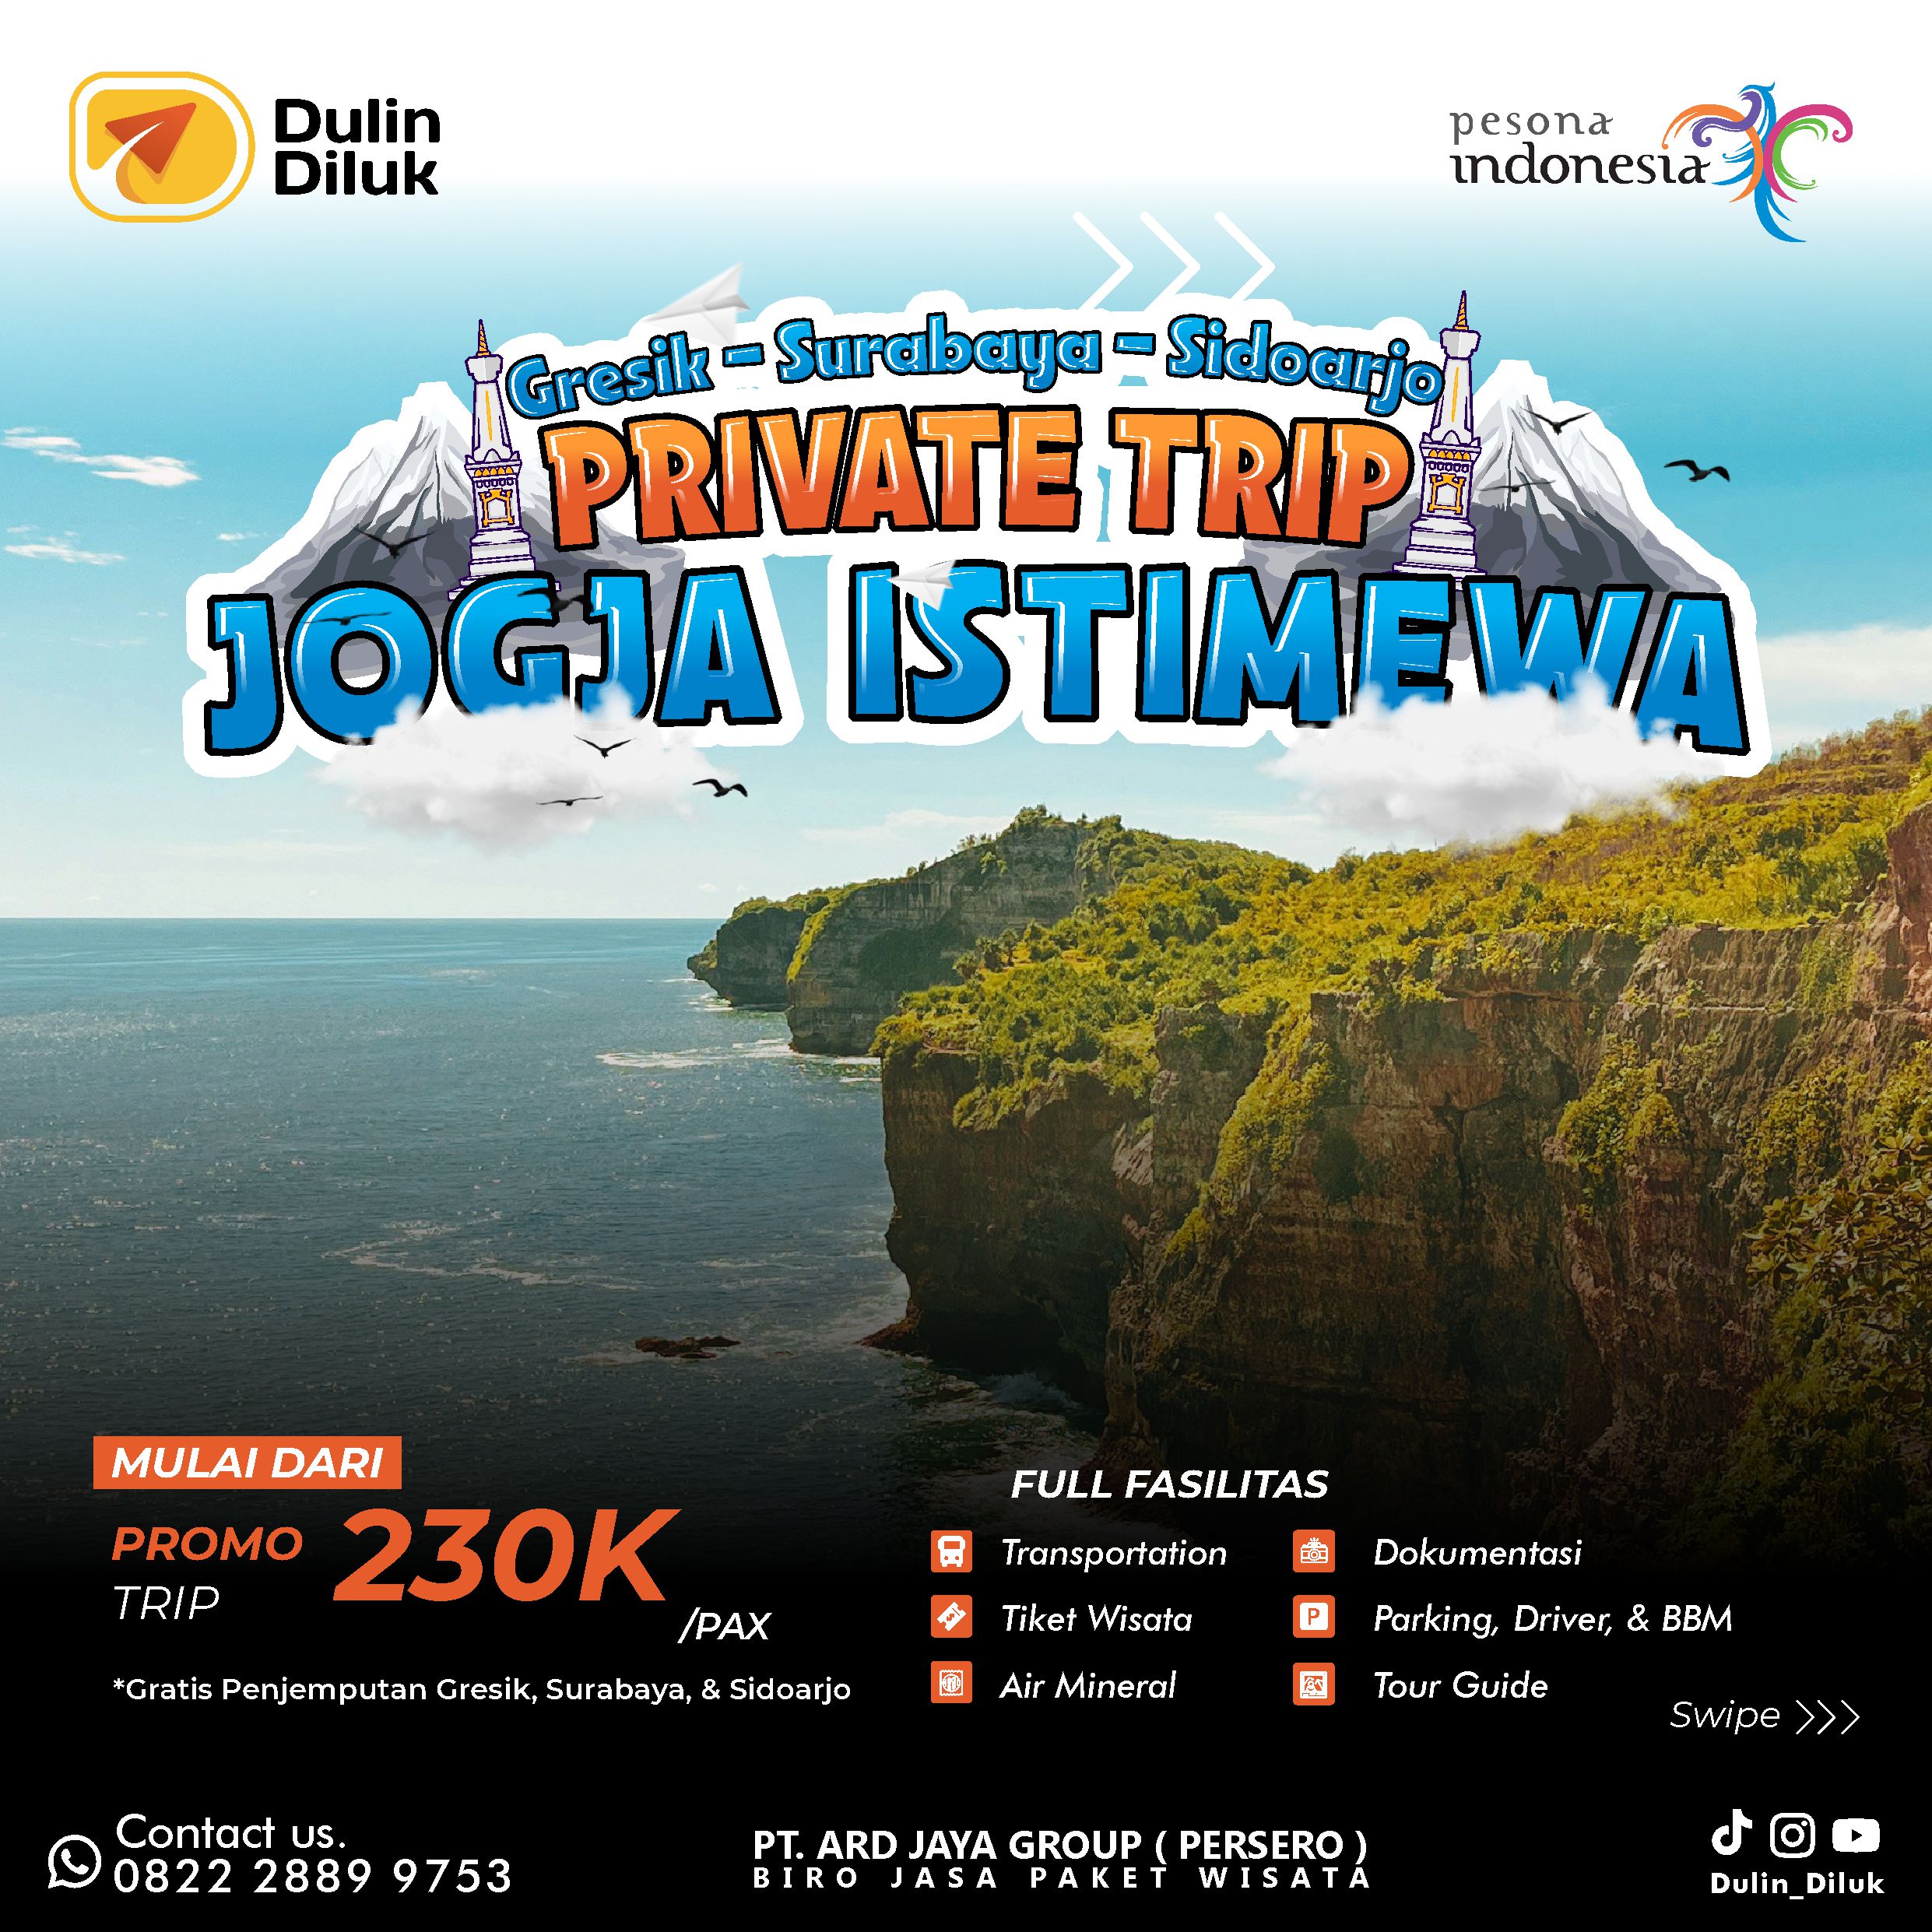 Dulin
Diluk
pesona
indonesia
Gresik - Surabaya - Sidoarjo
PRIVATE TRIP
JOGJA ISTIMEWA
MULAI DARI
PROMO
TRIP
230K
/PAX
*Gratis Penjemputan Gresik, Surabaya, & Sidoarjo
FULL FASILITAS
Transportation
Tiket Wisata
Air Mineral
Dokumentasi
P
Parking, Driver, & BBM
Tour Guide
Swipe >>>
Contact us.
0822 2889 9753
PT. ARD JAYA GROUP ( PERSERO )
BIRO JASA PAKET WISATA
Dulin_Diluk